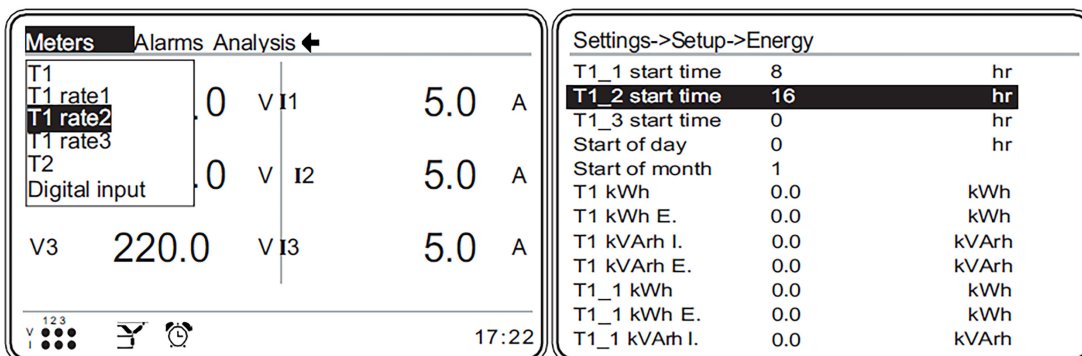 Meters Alarms Analysis
T1
T1 rate1
T1 rate2
T1 rate3
T2
Digital input
.0 V I1 5.0 A
.0 V I2 5.0 A
V3 220.0 V I3 5.0 A
1 2 3
V
I
17:22
Settings->Setup->Energy
T1_1 start time 8 hr
T1_2 start time 16 hr
T1_3 start time 0 hr
Start of day 0 hr
Start of month 1
T1 kWh 0.0 kWh
T1 kWh E. 0.0 kWh
T1 kVArh I. 0.0 kVArh
T1 kVArh E. 0.0 kVArh
T1_1 kWh 0.0 kWh
T1_1 kWh E. 0.0 kWh
T1_1 kVArh I. 0.0 kVArh